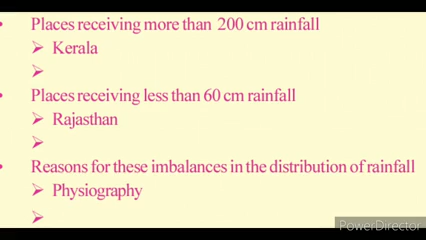 • Places receiving more than 200 cm rainfall
➢ Kerala
➢
• Places receiving less than 60 cm rainfall
➢ Rajasthan
➢
• Reasons for these imbalances in the distribution of rainfall
➢ Physiography
➢
PowerDirector